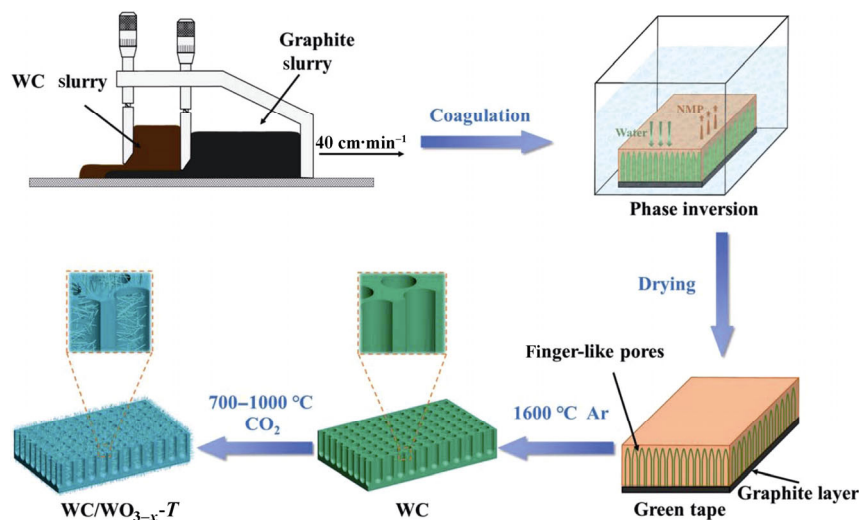 Graphite
slurry
WC slurry
40 cm·min⁻¹
Coagulation
NMP
Water
Phase inversion
Drying
Finger-like pores
700–1000 °C
CO₂
1600 °C Ar
Graphite layer
WC/WO₃₋ₓ-T
WC
Green tape